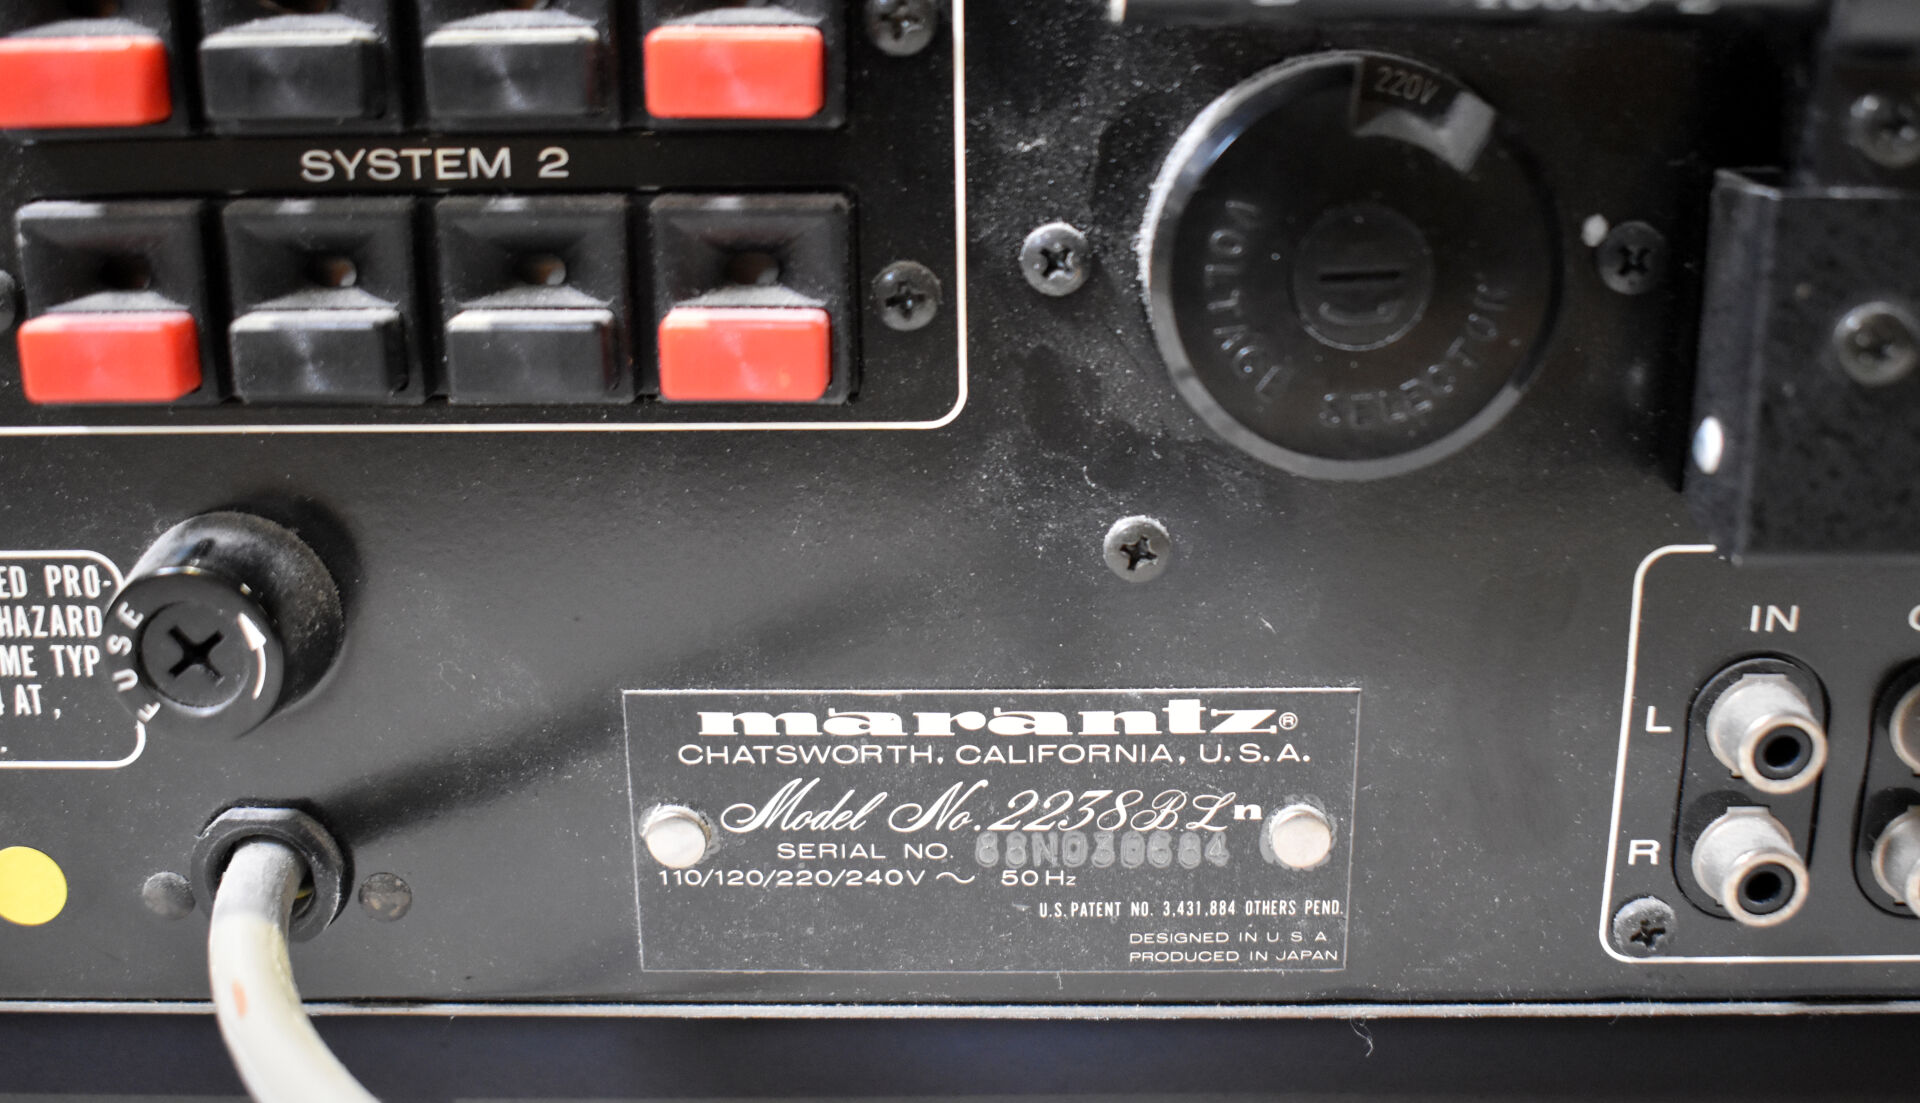 SYSTEM 2
220V
VOLTAGE SELECTOR
ED PRO-
HAZARD
ME TYP
AT,
FUSE
IN
L
R
marantz®
CHATSWORTH, CALIFORNIA, U.S.A.
Model No. 2238BLn
SERIAL NO.
110/120/220/240V ~ 50Hz
U.S. PATENT NO. 3,431,884 OTHERS PEND.
DESIGNED IN U.S.A
PRODUCED IN JAPAN